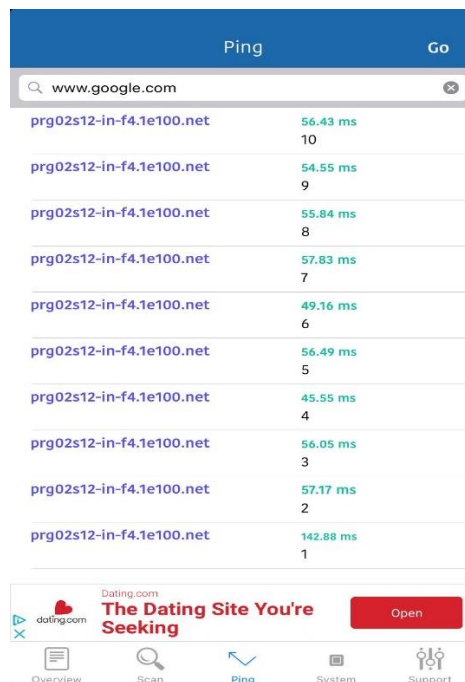 Ping
Go
www.google.com
prg02s12-in-f4.1e100.net 56.43 ms
10
prg02s12-in-f4.1e100.net 54.55 ms
9
prg02s12-in-f4.1e100.net 55.84 ms
8
prg02s12-in-f4.1e100.net 57.83 ms
7
prg02s12-in-f4.1e100.net 49.16 ms
6
prg02s12-in-f4.1e100.net 56.49 ms
5
prg02s12-in-f4.1e100.net 45.55 ms
4
prg02s12-in-f4.1e100.net 56.05 ms
3
prg02s12-in-f4.1e100.net 57.17 ms
2
prg02s12-in-f4.1e100.net 142.88 ms
1
Dating.com
dating.com
The Dating Site You're
Seeking
Open
Overview Scan Ping System Support